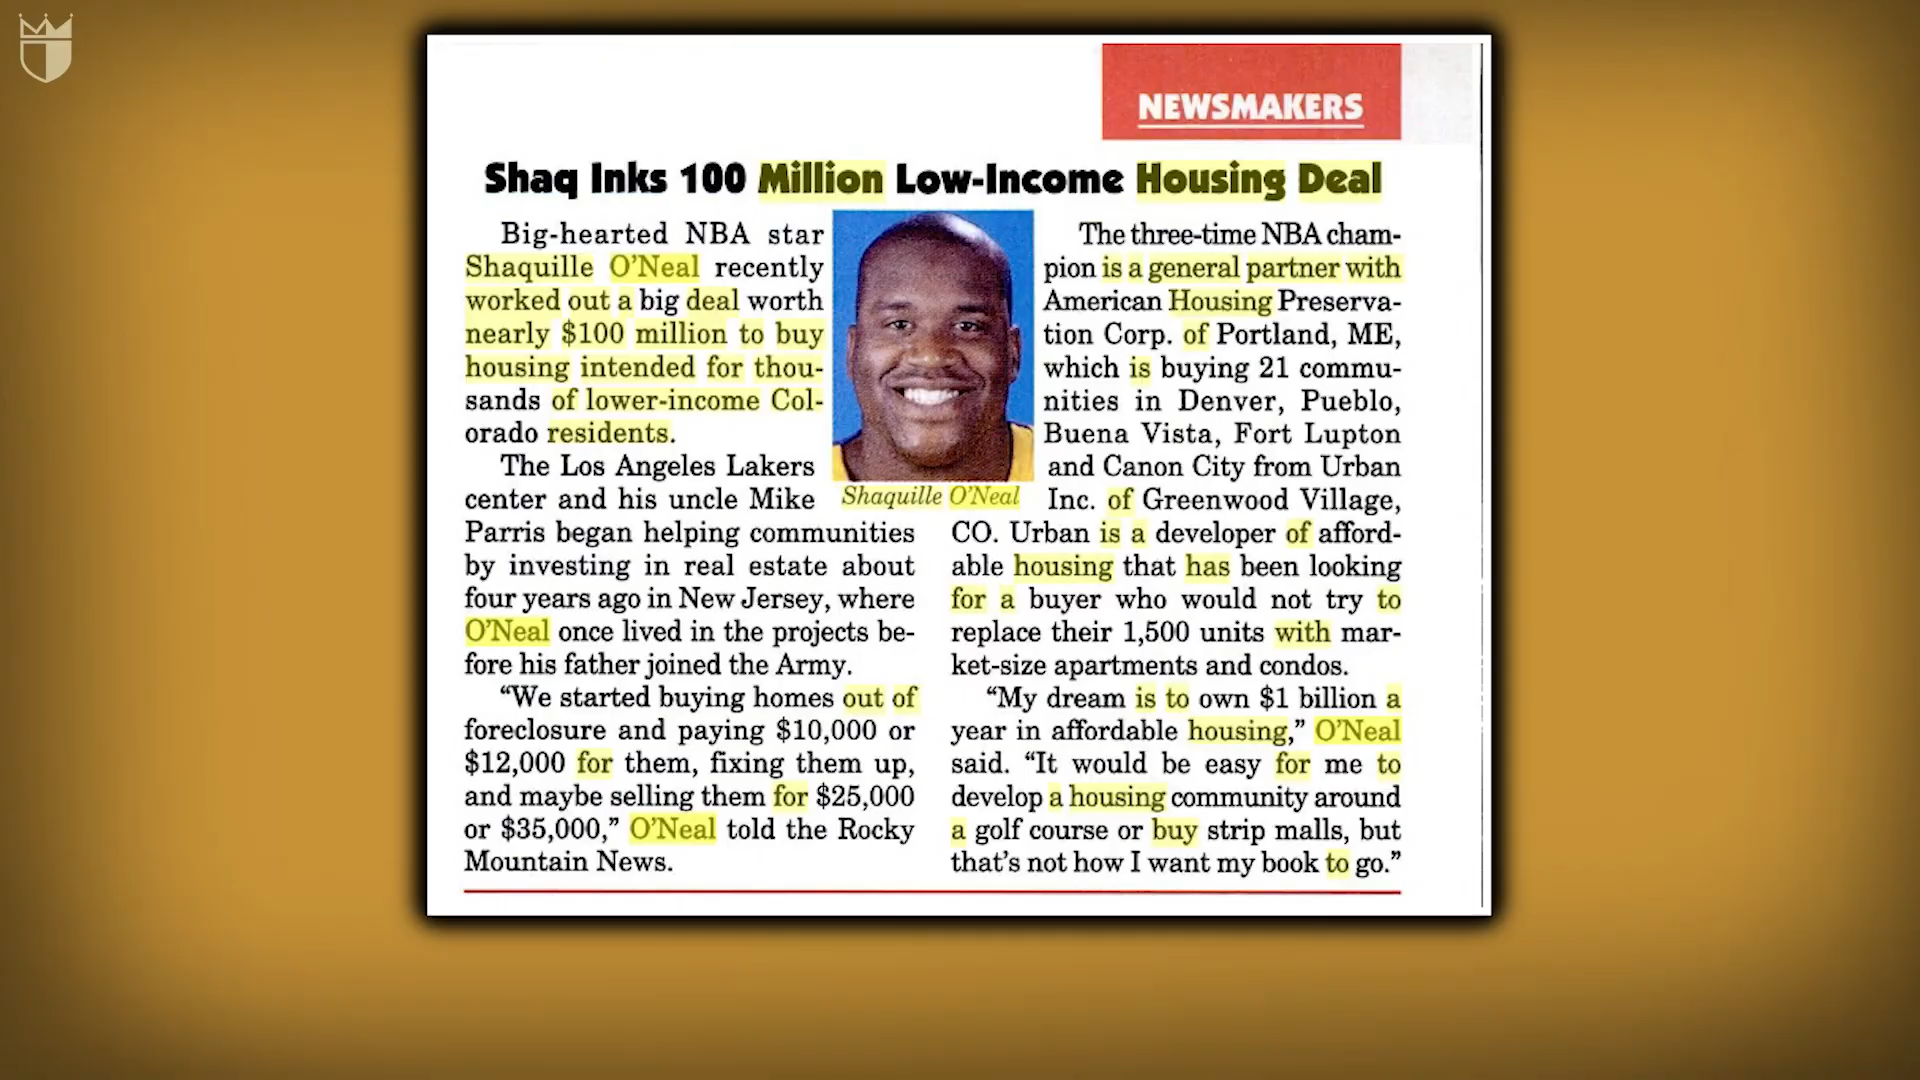 NEWSMAKERS
Shaq Inks 100 Million Low-Income Housing Deal
Big-hearted NBA star
Shaquille O'Neal recently
worked out a big deal worth
nearly $100 million to buy
housing intended for thou-
sands of lower-income Col-
orado residents.
The Los Angeles Lakers
center and his uncle Mike
Parris began helping communities
by investing in real estate about
four years ago in New Jersey, where
O'Neal once lived in the projects be-
fore his father joined the Army.
“We started buying homes out of
foreclosure and paying $10,000 or
$12,000 for them, fixing them up,
and maybe selling them for $25,000
or $35,000,” O'Neal told the Rocky
Mountain News.
Shaquille O'Neal
The three-time NBA cham-
pion is a general partner with
American Housing Preserva-
tion Corp. of Portland, ME,
which is buying 21 commu-
nities in Denver, Pueblo,
Buena Vista, Fort Lupton
and Canon City from Urban
Inc. of Greenwood Village,
CO. Urban is a developer of afford-
able housing that has been looking
for a buyer who would not try to
replace their 1,500 units with mar-
ket-size apartments and condos.
“My dream is to own $1 billion a
year in affordable housing,” O'Neal
said. “It would be easy for me to
develop a housing community around
a golf course or buy strip malls, but
that's not how I want my book to go.”